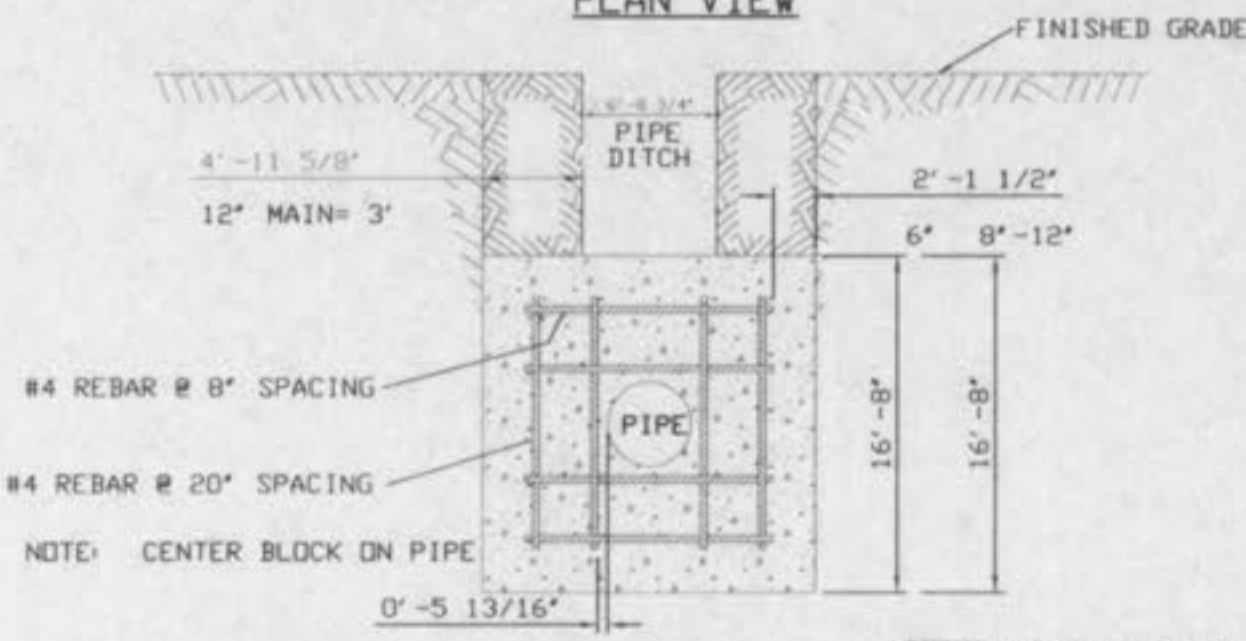 PLAN VIEW
FINISHED GRADE
PIPE
DITCH
4'-11 5/8"
12" MAIN= 3'
2'-1 1/2"
6" 8"-12"
#4 REBAR @ 8" SPACING
16'-8"
16'-8"
PIPE
#4 REBAR @ 20" SPACING
NOTE: CENTER BLOCK ON PIPE
0'-5 13/16"